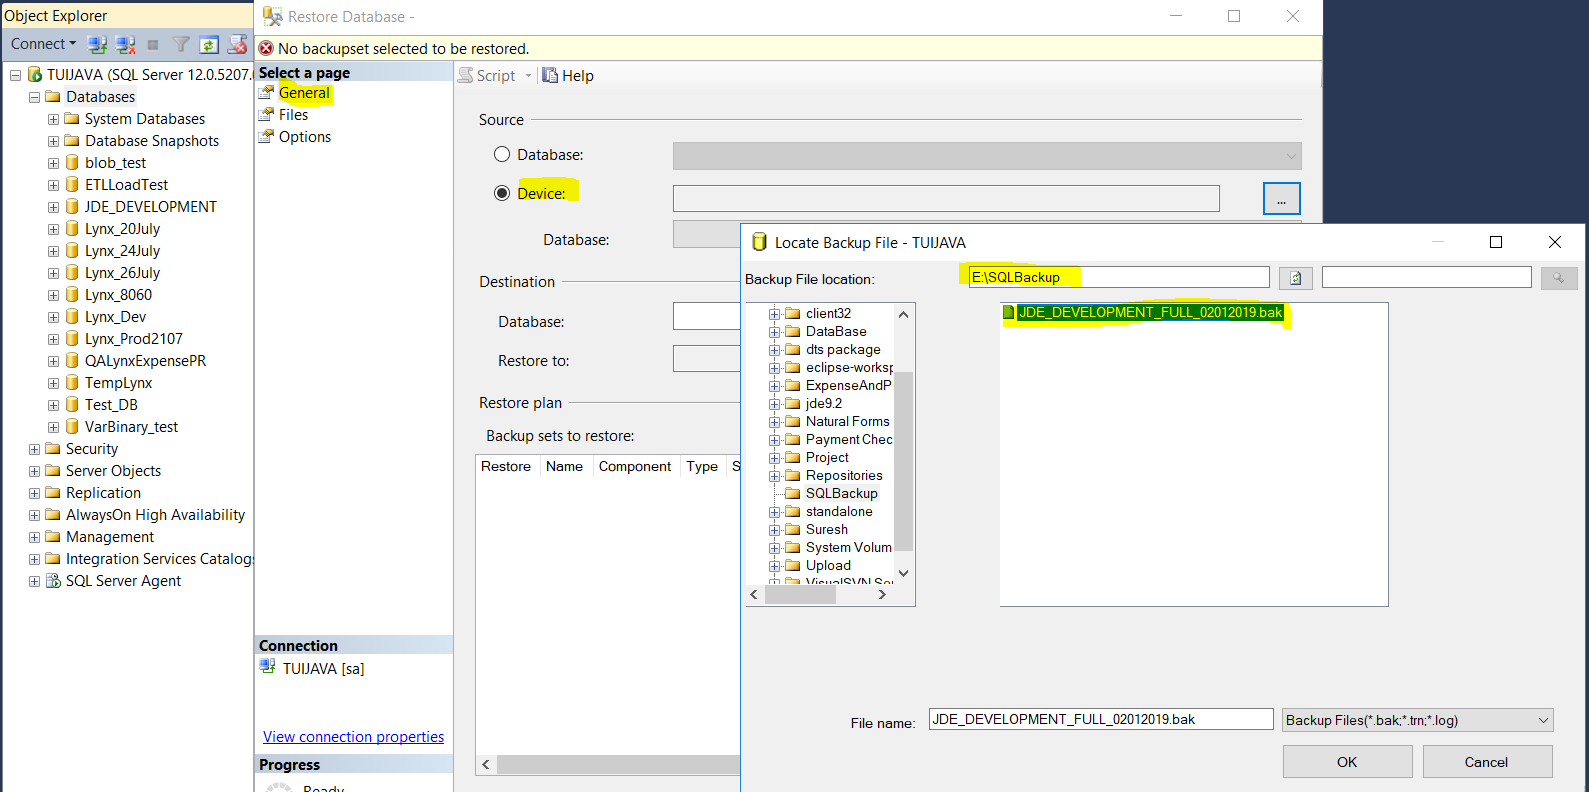 Object Explorer
Connect
TUIJAVA (SQL Server 12.0.5207.
Databases
System Databases
Database Snapshots
blob_test
ETLLoadTest
JDE_DEVELOPMENT
Lynx_20July
Lynx_24July
Lynx_26July
Lynx_8060
Lynx_Dev
Lynx_Prod2107
QALynxExpensePR
TempLynx
Test_DB
VarBinary_test
Security
Server Objects
Replication
AlwaysOn High Availability
Management
Integration Services Catalogs
SQL Server Agent
Restore Database -
No backupset selected to be restored.
Select a page
General
Files
Options
Script
Help
Source
Database:
Device:
...
Database:
Destination
Database:
Restore to:
Restore plan
Backup sets to restore:
Restore Name Component Type S
Connection
TUIJAVA [sa]
View connection properties
Progress
Ready
Locate Backup File - TUIJAVA
Backup File location:
E:\SQLBackup
client32
DataBase
dts package
eclipse-worksp
ExpenseAndP
jde9.2
Natural Forms
Payment Chec
Project
Repositories
SQLBackup
standalone
Suresh
System Volum
Upload
VisualSVN Ser
JDE_DEVELOPMENT_FULL_02012019.bak
File name:
JDE_DEVELOPMENT_FULL_02012019.bak
Backup Files(*.bak;*.trn;*.log)
OK
Cancel